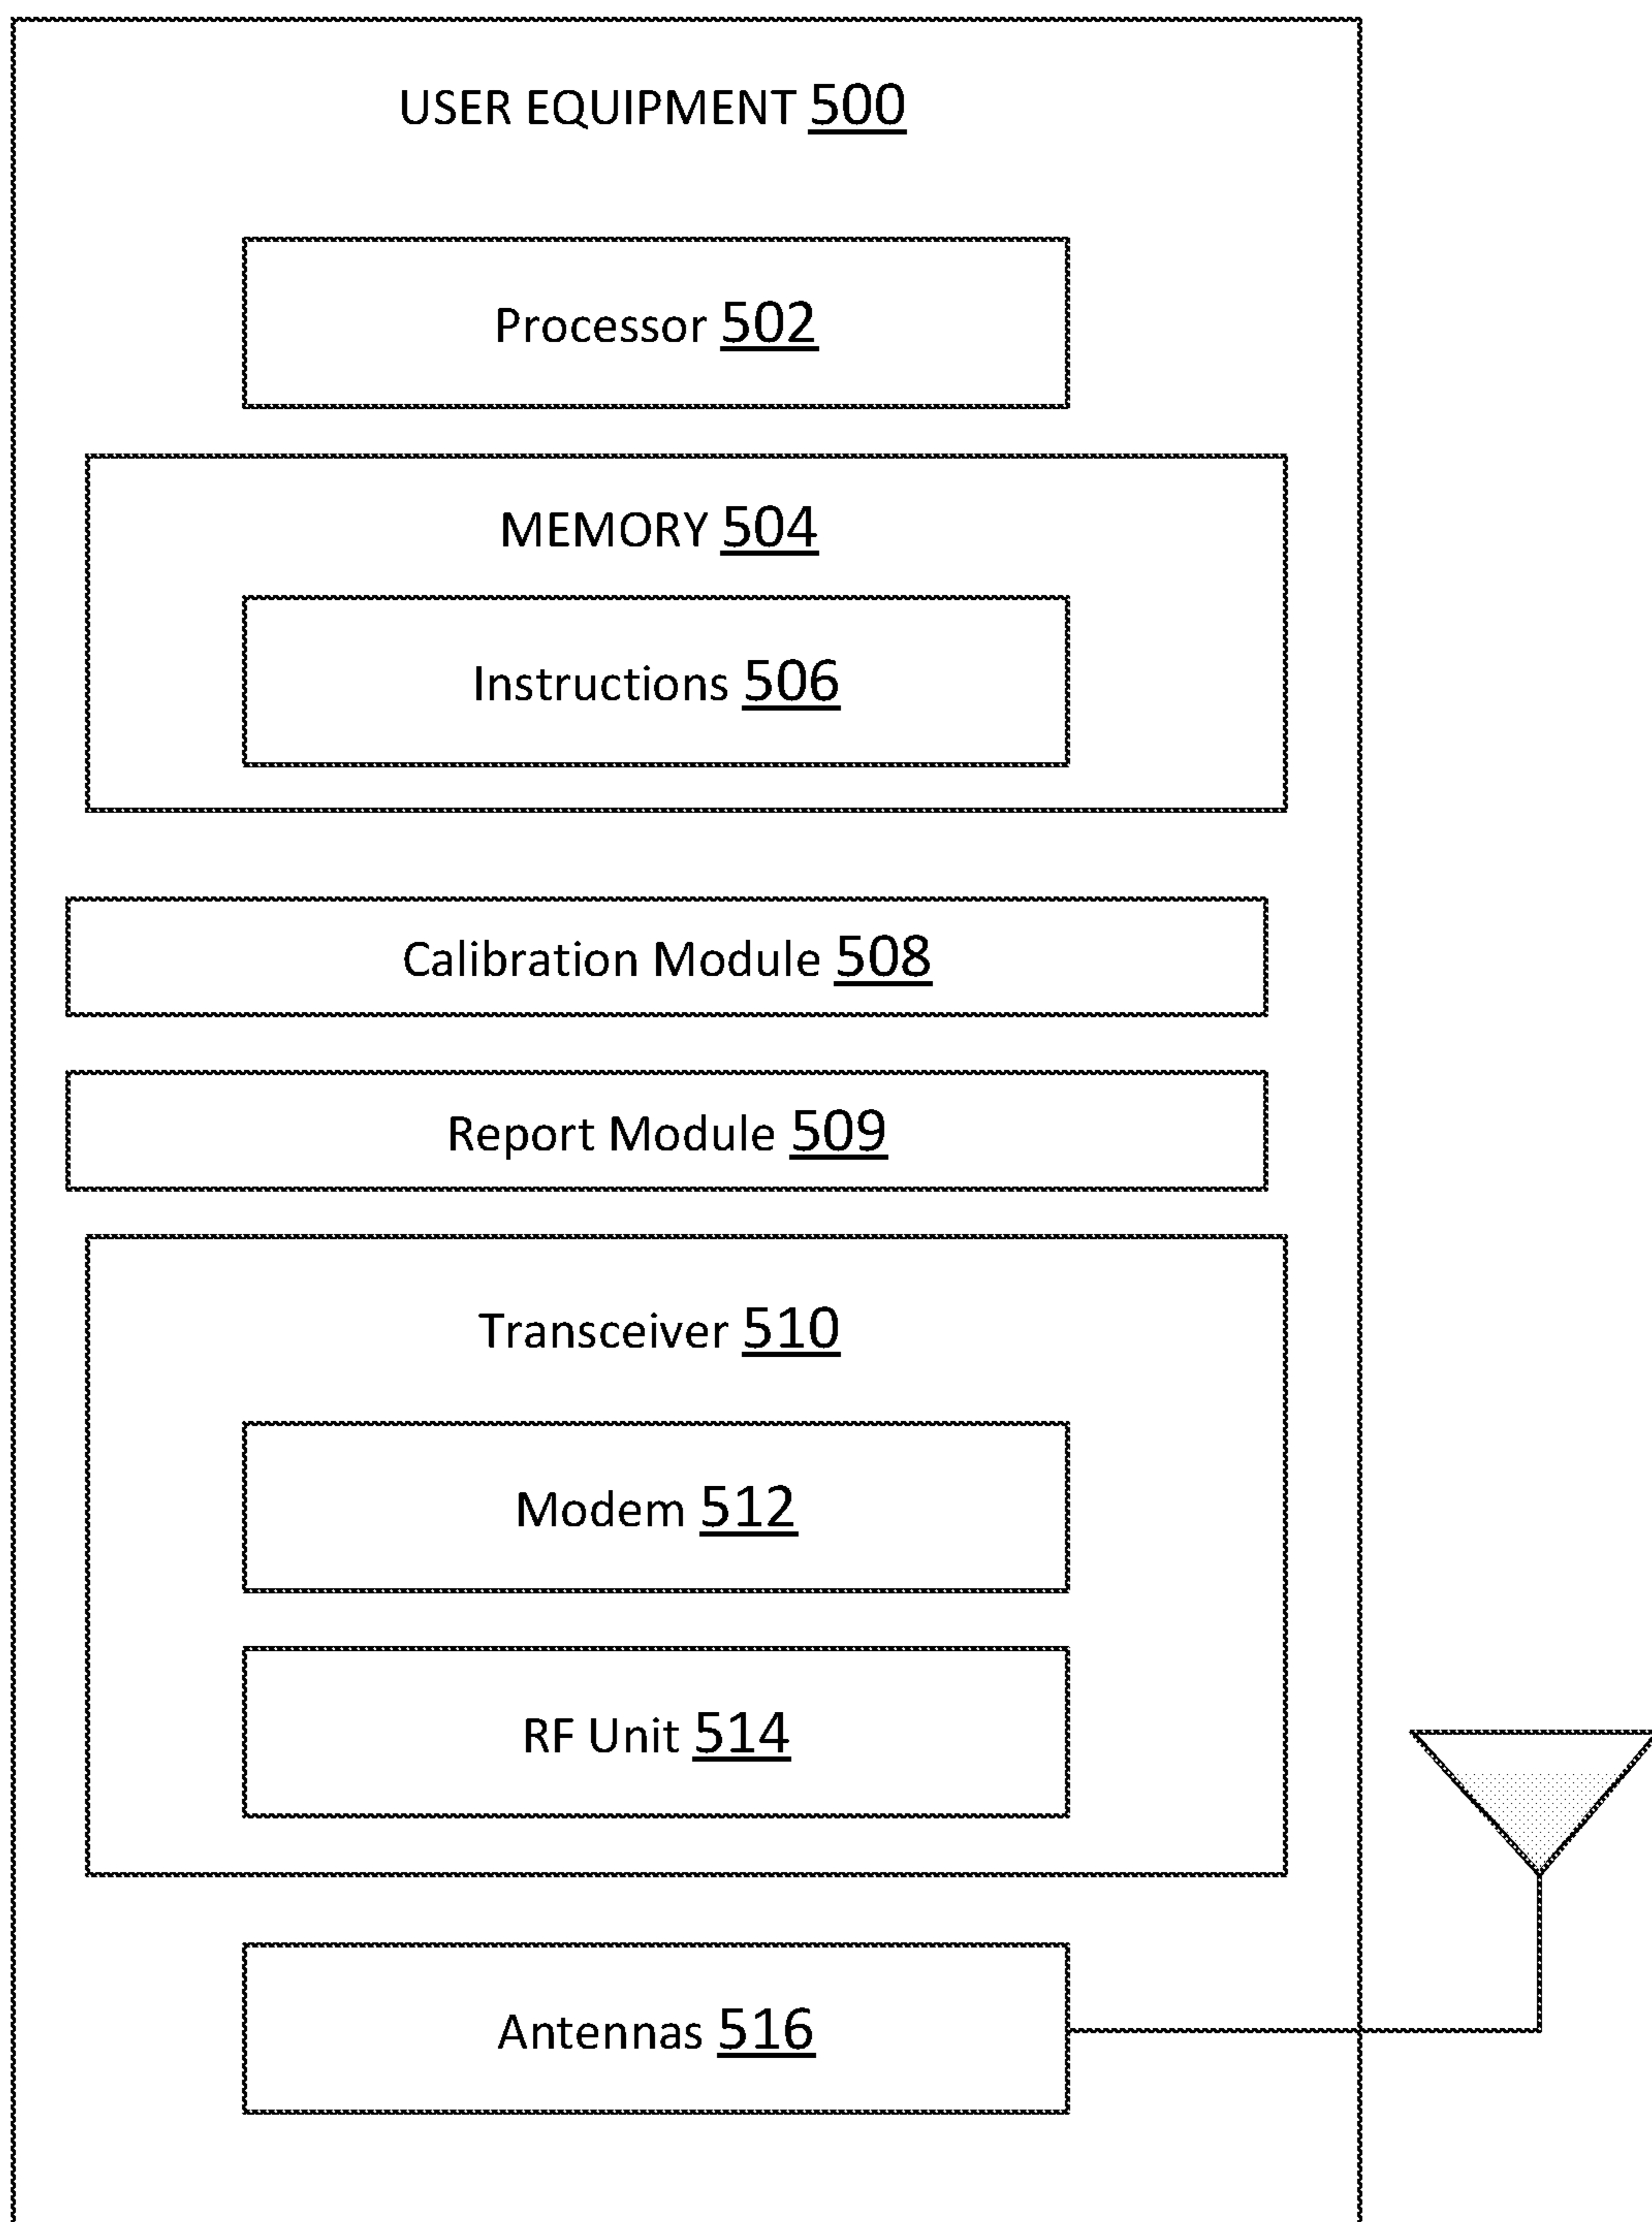 USER EQUIPMENT 500
Processor 502
MEMORY 504
Instructions 506
Calibration Module 508
Report Module 509
Transceiver 510
Modem 512
RF Unit 514
Antennas 516